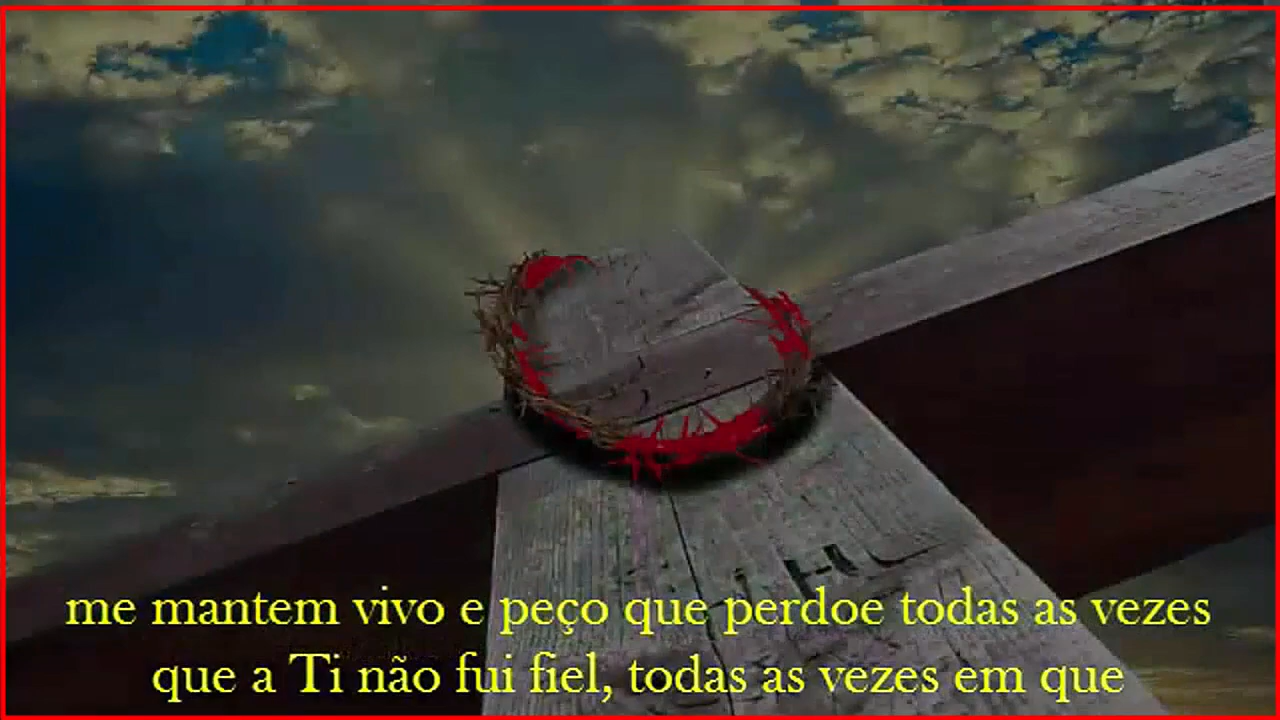 me mantem vivo e peço que perdoe todas as vezes
que a Ti não fui fiel, todas as vezes em que